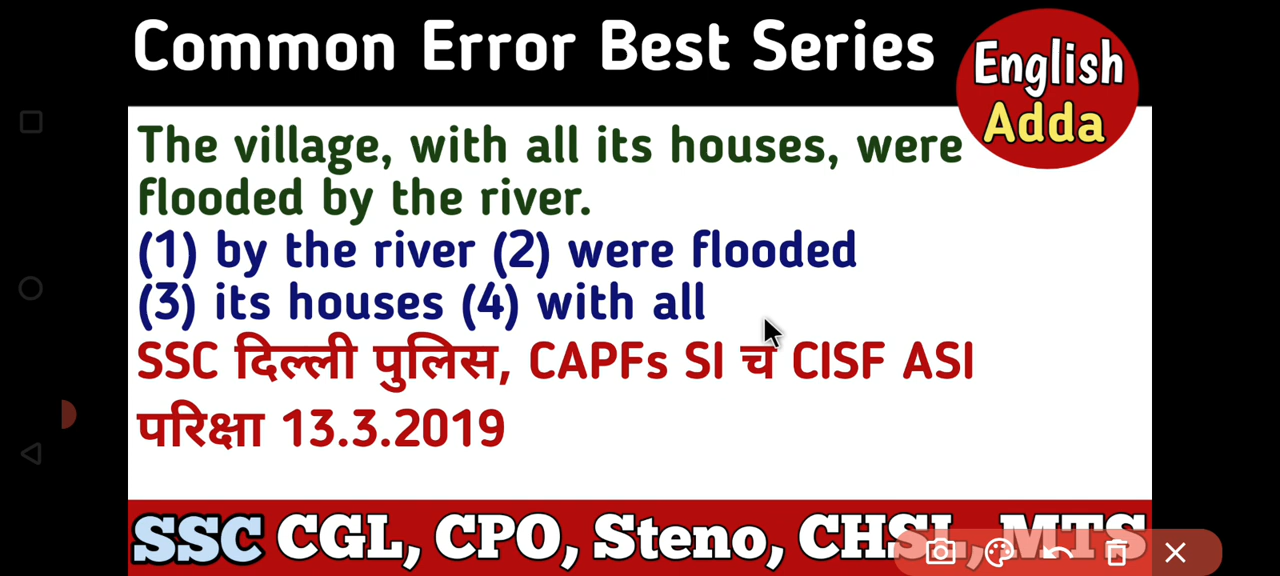 Common Error Best Series
English
Adda
The village, with all its houses, were
flooded by the river.
(1) by the river (2) were flooded
(3) its houses (4) with all
SSC दिल्ली पुलिस, CAPFs SI च CISF ASI
परिक्षा 13.3.2019
SSC CGL, CPO, Steno, CHSL, MTS